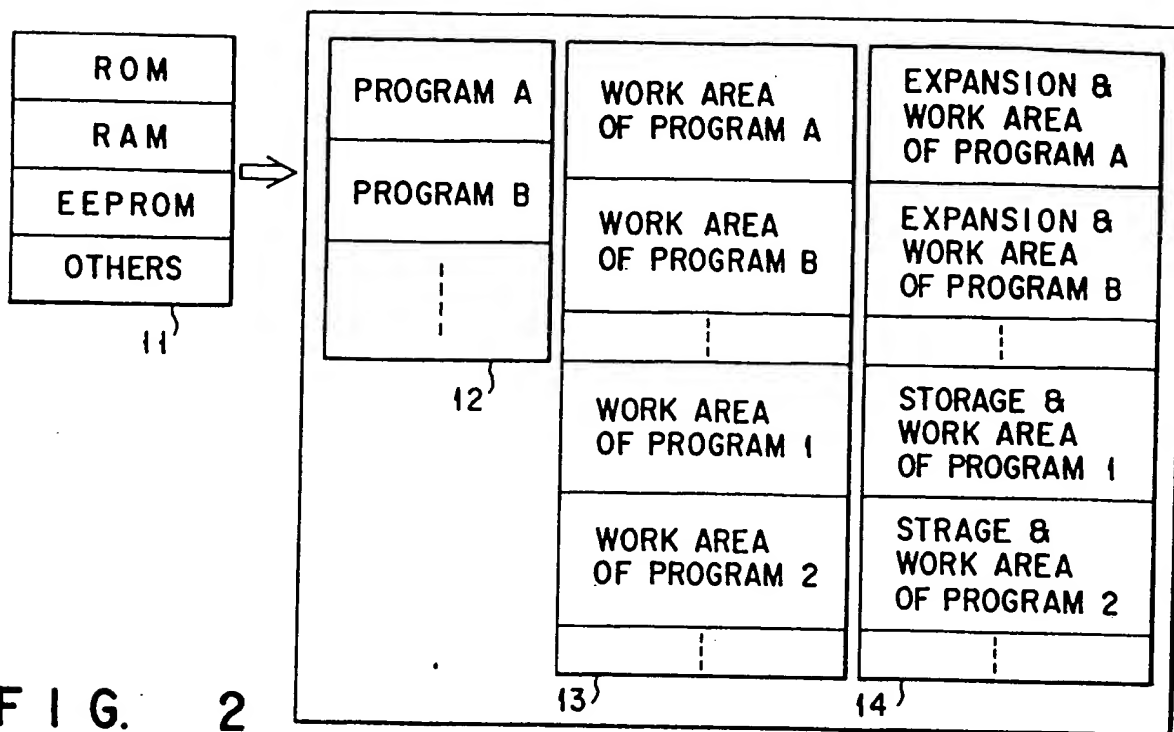 ROM
RAM
EEPROM
OTHERS
11
PROGRAM A
PROGRAM B
12
WORK AREA
OF PROGRAM A
WORK AREA
OF PROGRAM B
WORK AREA
OF PROGRAM 1
WORK AREA
OF PROGRAM 2
13
EXPANSION &
WORK AREA
OF PROGRAM A
EXPANSION &
WORK AREA
OF PROGRAM B
STORAGE &
WORK AREA
OF PROGRAM 1
STRAGE &
WORK AREA
OF PROGRAM 2
14
FIG. 2